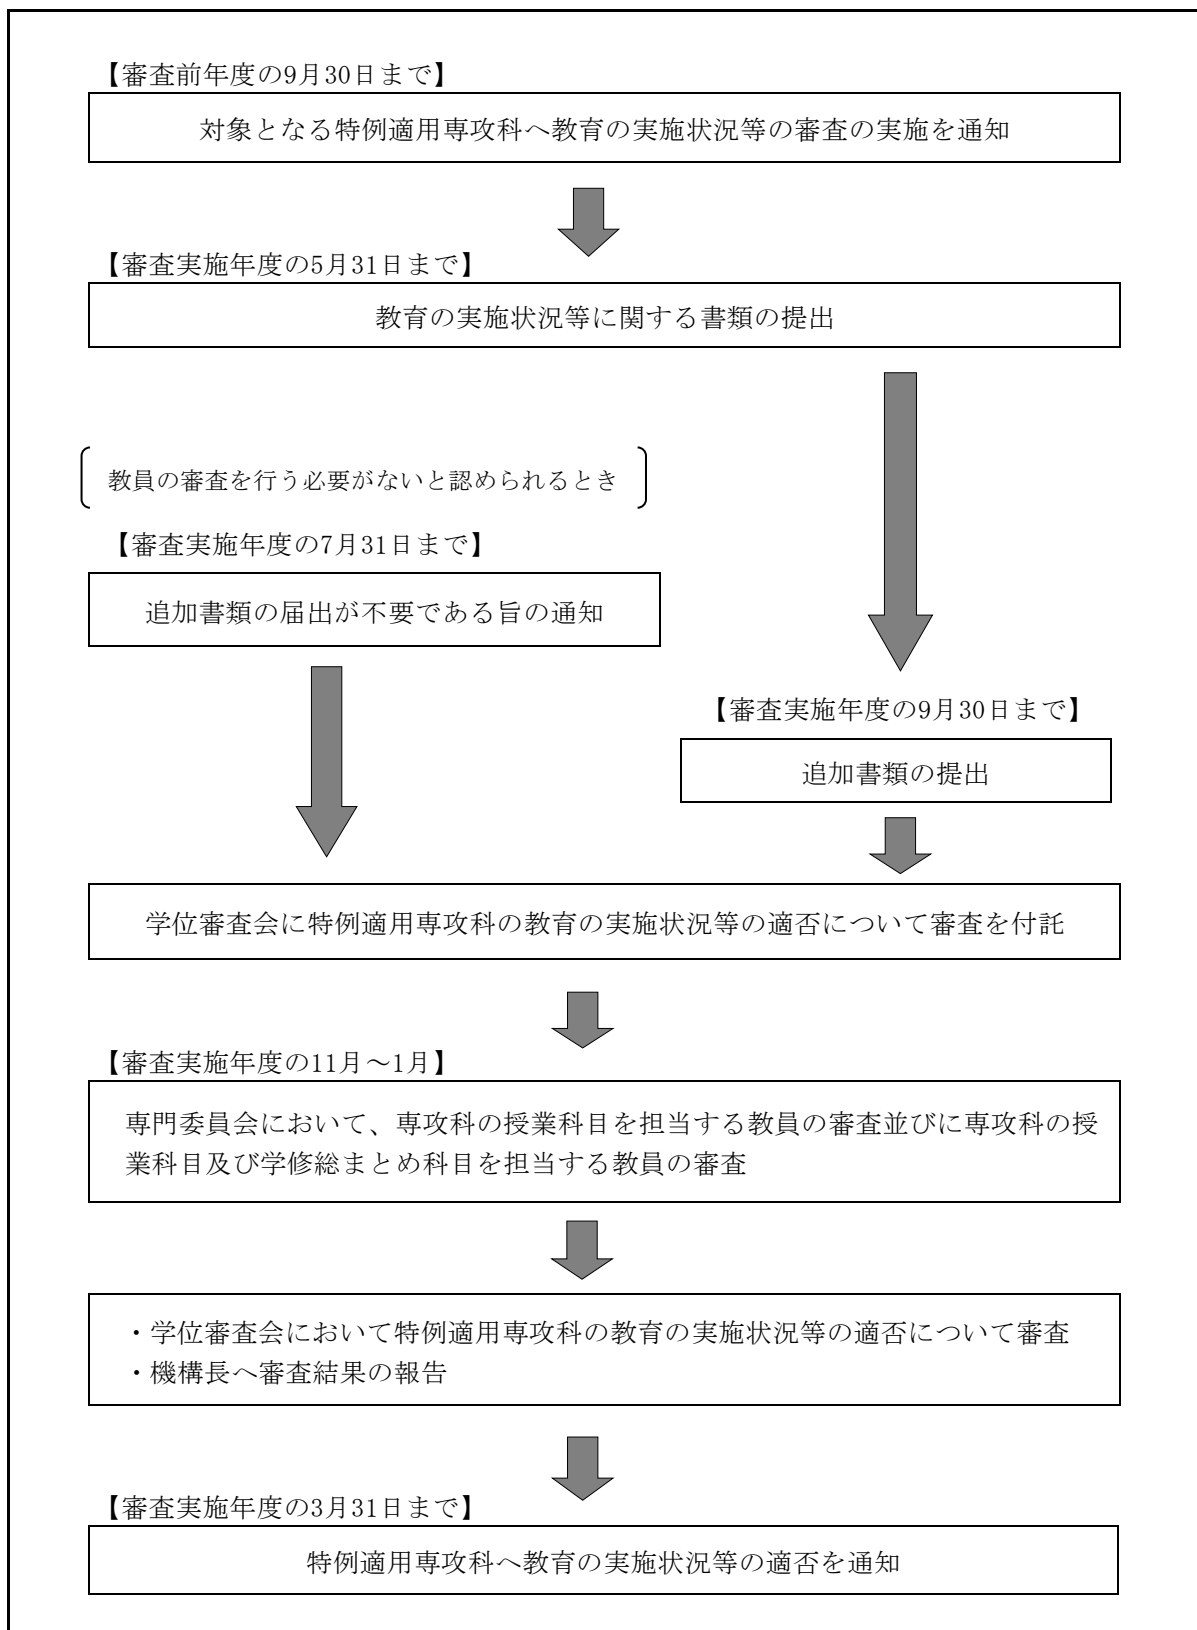 【審査前年度の9月30日まで】
対象となる特例適用専攻科へ教育の実施状況等の審査の実施を通知
【審査実施年度の5月31日まで】
教育の実施状況等に関する書類の提出
教員の審査を行う必要がないと認められるとき
【審査実施年度の7月31日まで】
追加書類の届出が不要である旨の通知
【審査実施年度の9月30日まで】
追加書類の提出
学位審査会に特例適用専攻科の教育の実施状況等の適否について審査を付託
【審査実施年度の11月～1月】
専門委員会において、専攻科の授業科目を担当する教員の審査並びに専攻科の授
業科目及び学修総まとめ科目を担当する教員の審査
・学位審査会において特例適用専攻科の教育の実施状況等の適否について審査
・機構長へ審査結果の報告
【審査実施年度の3月31日まで】
特例適用専攻科へ教育の実施状況等の適否を通知